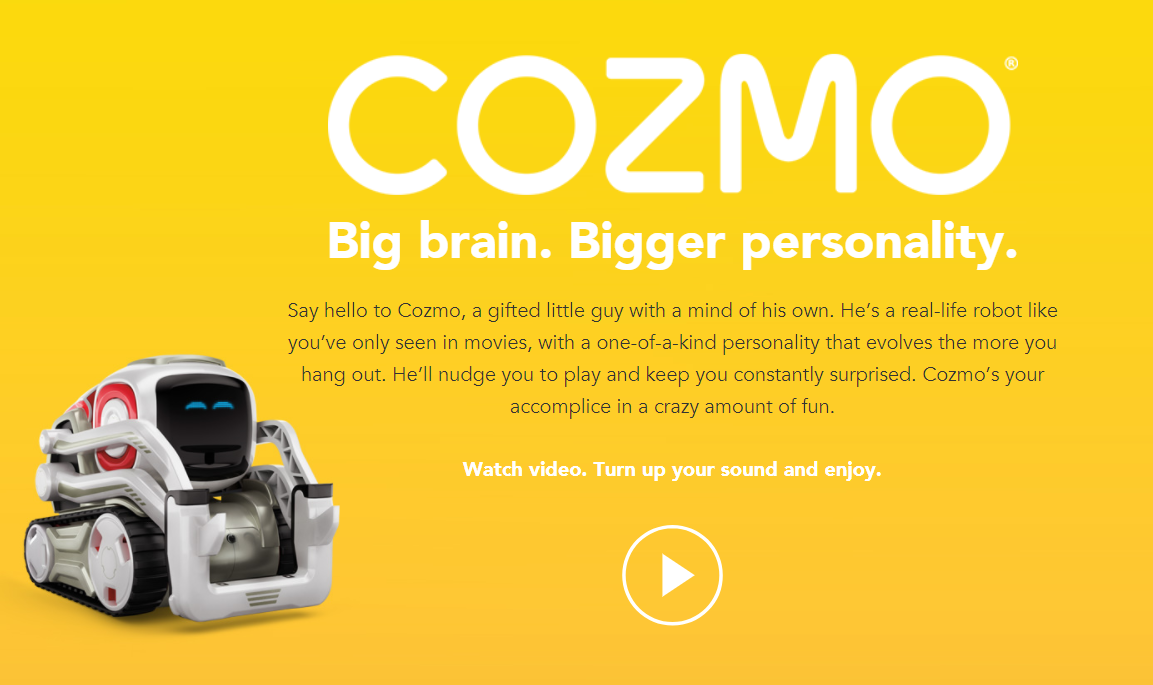 COZMO®
Big brain. Bigger personality.
Say hello to Cozmo, a gifted little guy with a mind of his own. He’s a real-life robot like
you’ve only seen in movies, with a one-of-a-kind personality that evolves the more you
hang out. He’ll nudge you to play and keep you constantly surprised. Cozmo’s your
accomplice in a crazy amount of fun.
Watch video. Turn up your sound and enjoy.